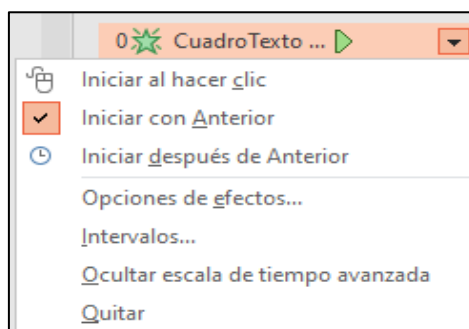 0 CuadroTexto ...
Iniciar al hacer clic
Iniciar con Anterior
Iniciar después de Anterior
Opciones de efectos...
Intervalos...
Ocultar escala de tiempo avanzada
Quitar